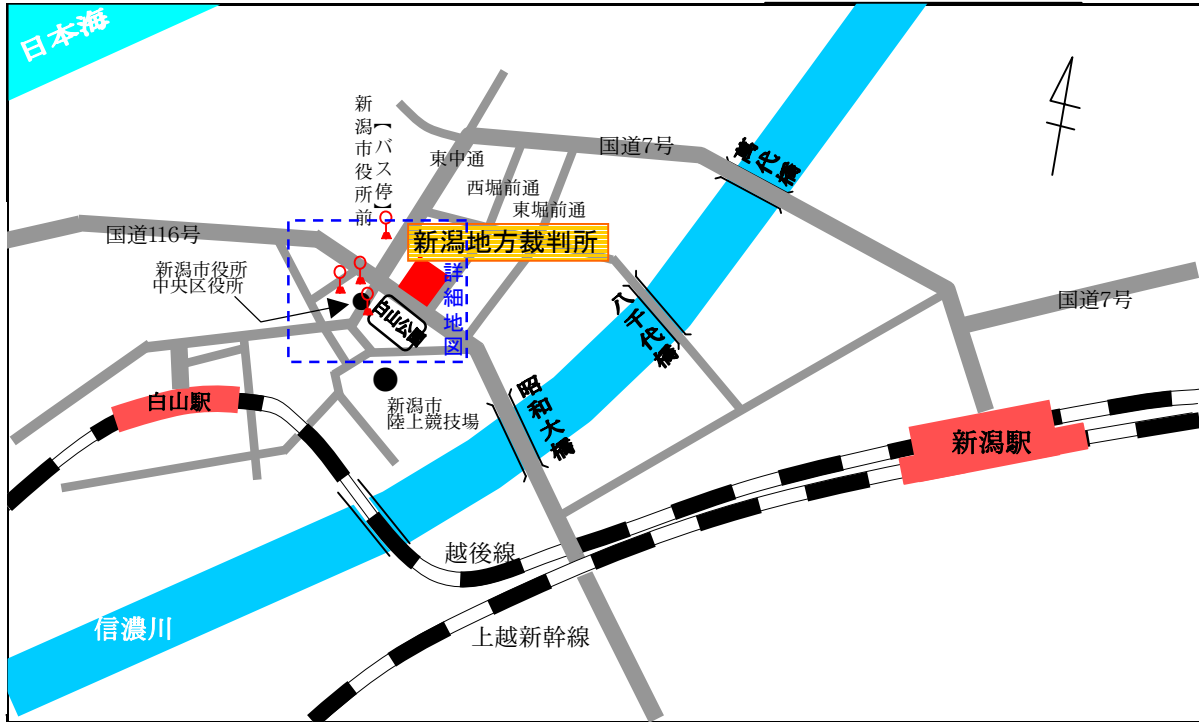 日本海
新潟市役所前
【バス停】
東中通
国道7号
萬代橋
西堀前通
東堀前通
国道116号
新潟地方裁判所
新潟市役所
中央区役所
詳細地図
白山公園
八千代橋
国道7号
白山駅
新潟市
陸上競技場
昭和大橋
新潟駅
越後線
信濃川
上越新幹線